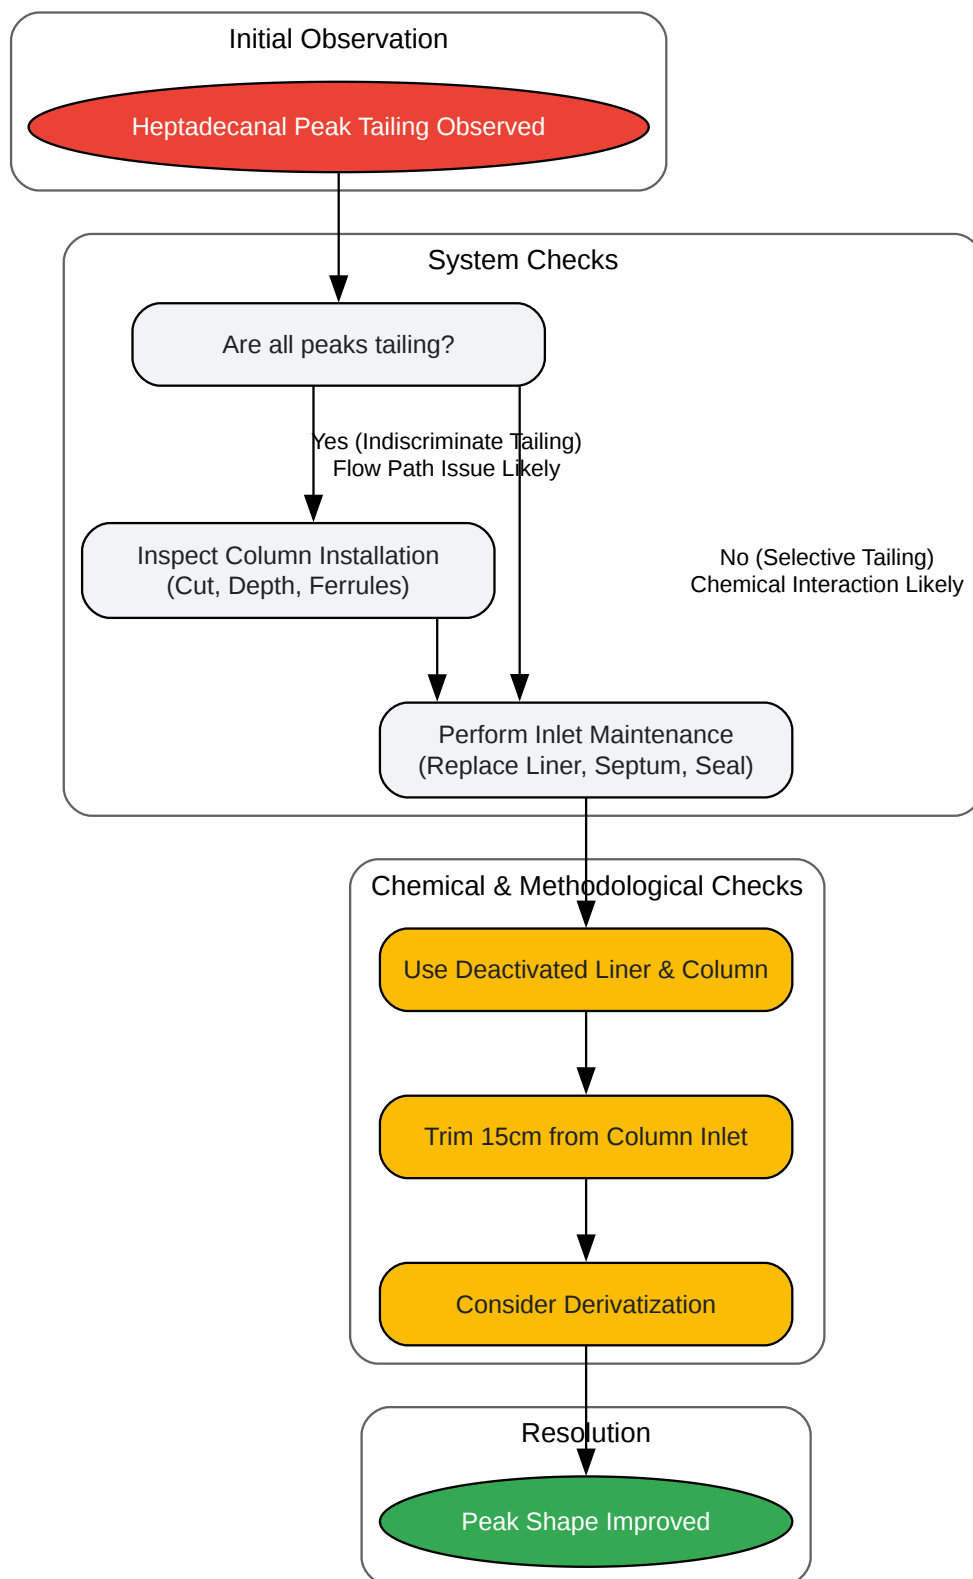 Initial Observation
Heptadecanal Peak Tailing Observed
System Checks
Are all peaks tailing?
Yes (Indiscriminate Tailing)
Flow Path Issue Likely
Inspect Column Installation
(Cut, Depth, Ferrules)
No (Selective Tailing)
Chemical Interaction Likely
Perform Inlet Maintenance
(Replace Liner, Septum, Seal)
Chemical & Methodological Checks
Use Deactivated Liner & Column
Trim 15cm from Column Inlet
Consider Derivatization
Resolution
Peak Shape Improved